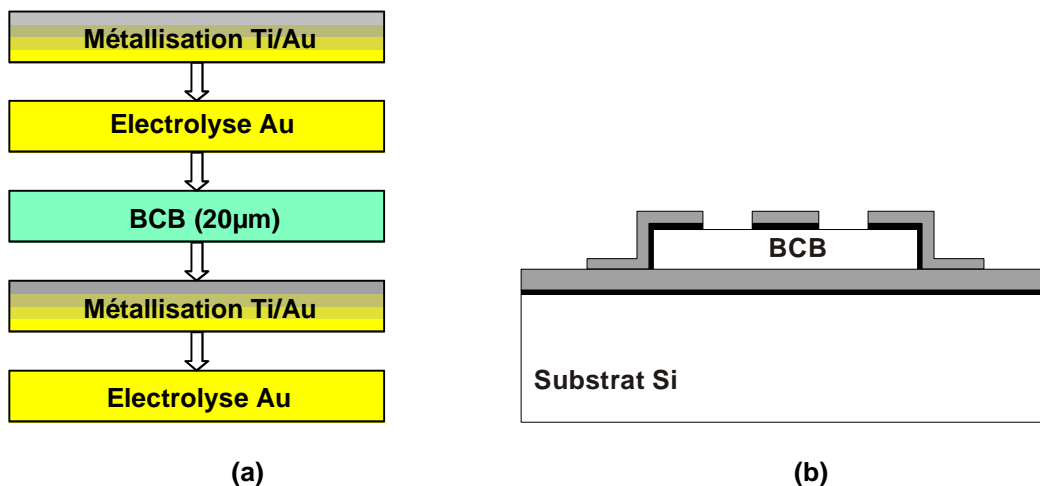 Métallisation Ti/Au
Electrolyse Au
BCB (20µm)
Métallisation Ti/Au
Electrolyse Au
(a)
BCB
Substrat Si
(b)